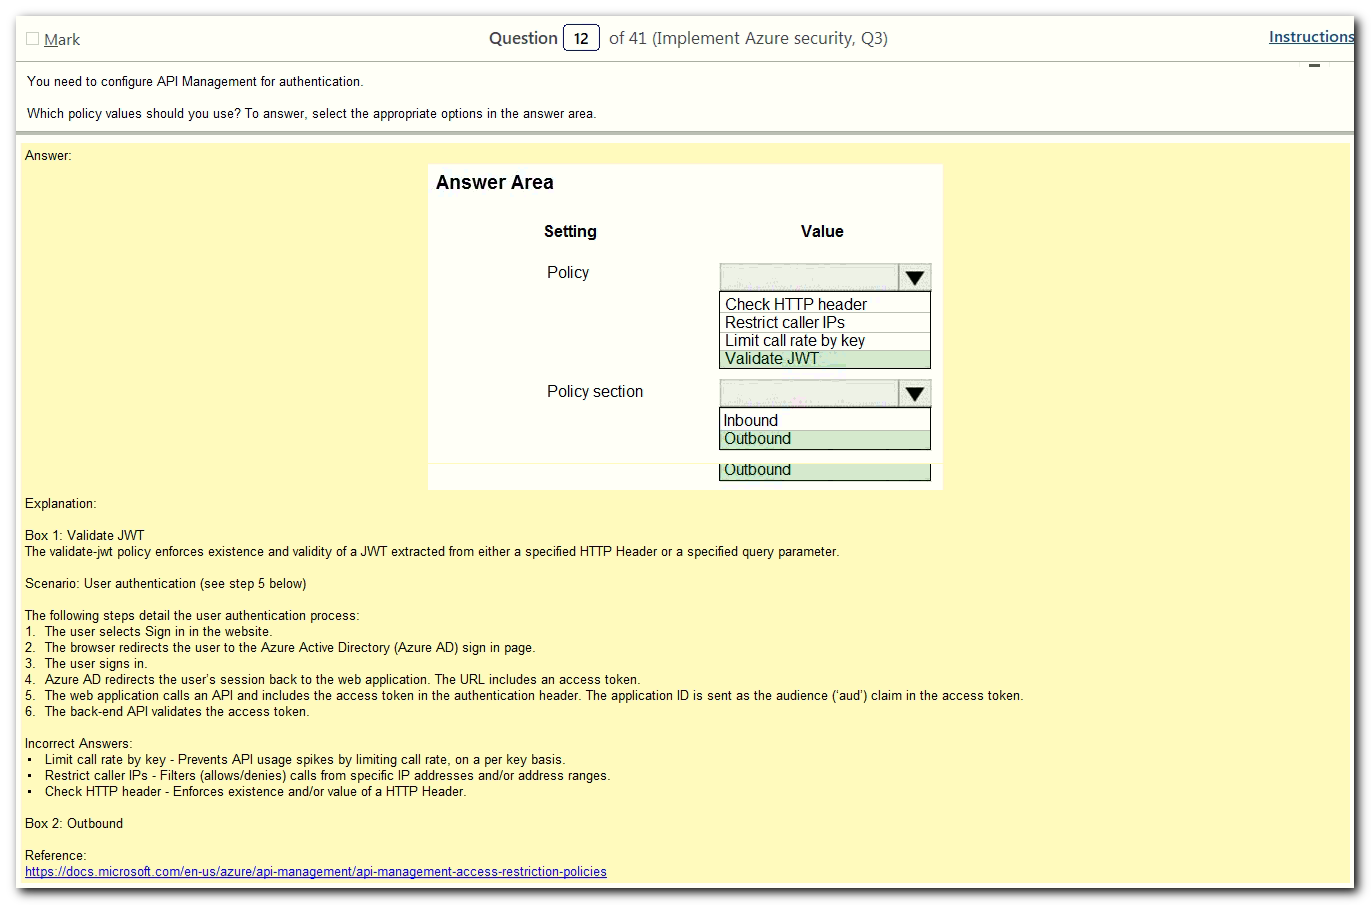 Mark
Question 12 of 41 (Implement Azure security, Q3)
Instructions
You need to configure API Management for authentication.
Which policy values should you use? To answer, select the appropriate options in the answer area.
Answer:
Answer Area
Setting Value
Policy
Check HTTP header
Restrict caller IPs
Limit call rate by key
Validate JWT
Policy section
Inbound
Outbound
Outbound
Explanation:
Box 1: Validate JWT
The validate-jwt policy enforces existence and validity of a JWT extracted from either a specified HTTP Header or a specified query parameter.
Scenario: User authentication (see step 5 below)
The following steps detail the user authentication process:
1. The user selects Sign in in the website.
2. The browser redirects the user to the Azure Active Directory (Azure AD) sign in page.
3. The user signs in.
4. Azure AD redirects the user's session back to the web application. The URL includes an access token.
5. The web application calls an API and includes the access token in the authentication header. The application ID is sent as the audience ('aud') claim in the access token.
6. The back-end API validates the access token.
Incorrect Answers:
• Limit call rate by key - Prevents API usage spikes by limiting call rate, on a per key basis.
• Restrict caller IPs - Filters (allows/denies) calls from specific IP addresses and/or address ranges.
• Check HTTP header - Enforces existence and/or value of a HTTP Header.
Box 2: Outbound
Reference:
https://docs.microsoft.com/en-us/azure/api-management/api-management-access-restriction-policies